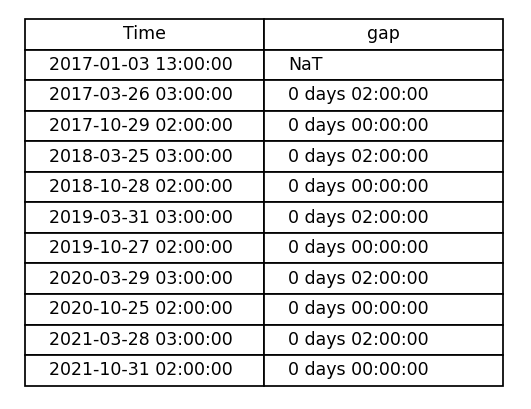 Time gap
2017-01-03 13:00:00 NaT
2017-03-26 03:00:00 0 days 02:00:00
2017-10-29 02:00:00 0 days 00:00:00
2018-03-25 03:00:00 0 days 02:00:00
2018-10-28 02:00:00 0 days 00:00:00
2019-03-31 03:00:00 0 days 02:00:00
2019-10-27 02:00:00 0 days 00:00:00
2020-03-29 03:00:00 0 days 02:00:00
2020-10-25 02:00:00 0 days 00:00:00
2021-03-28 03:00:00 0 days 02:00:00
2021-10-31 02:00:00 0 days 00:00:00